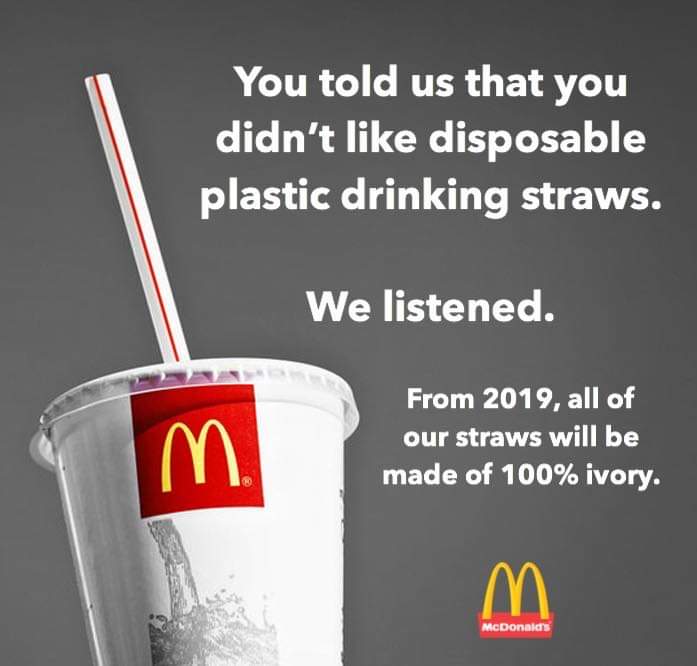 You told us that you
didn't like disposable
plastic drinking straws.
We listened.
From 2019, all of
our straws will be
made of 100% ivory.
M®
McDonald's